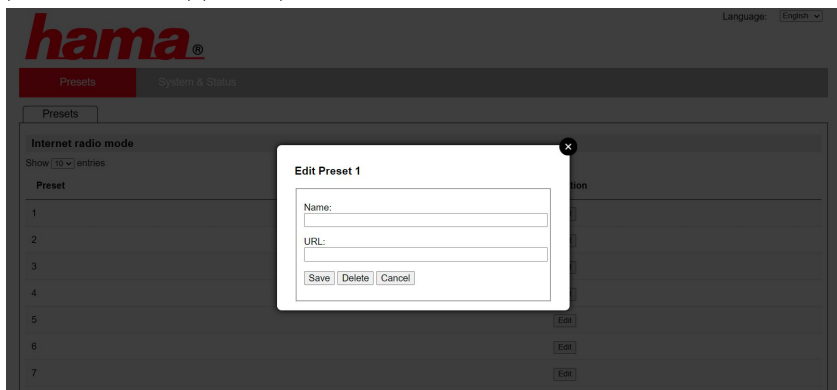 Language: English
hama®
Presets System & Status
Presets
Internet radio mode
Show 10 entries
Preset
Edit Preset 1
Name:
URL:
Save Delete Cancel
1
2
3
4
5 Edit
6 Edit
7 Edit